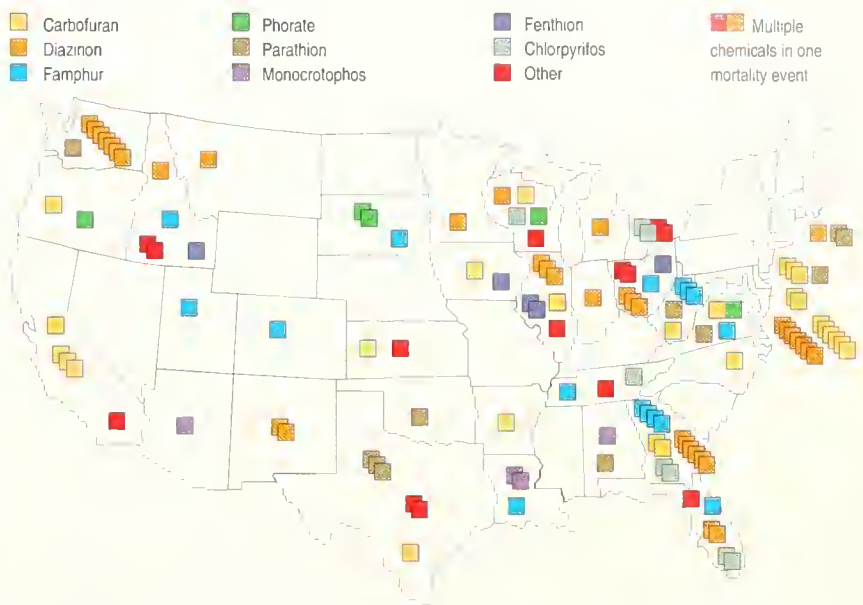 Carbofuran
Diazinon
Famphur
Phorate
Parathion
Monocrotophos
Fenthion
Chlorpyrifos
Other
Multiple
chemicals in one
mortality event